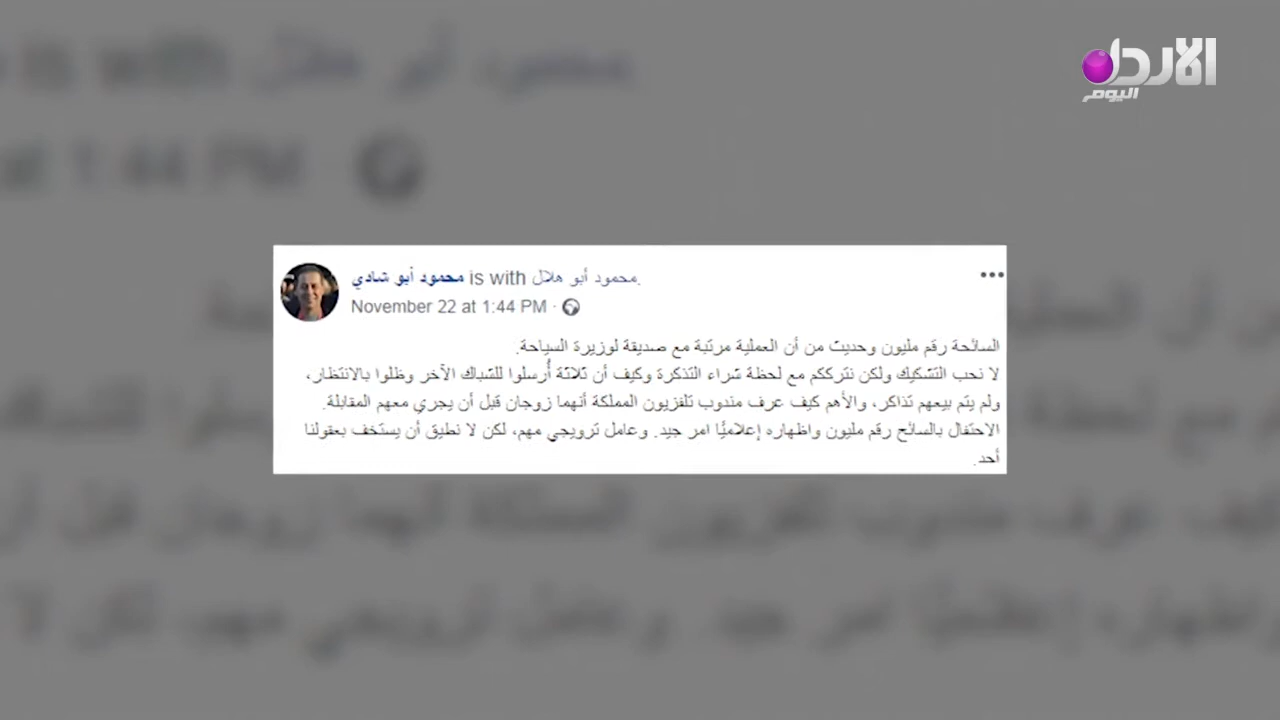 الأردن
اليوم
محمود أبو شادي is with محمود أبو هلال.
November 22 at 1:44 PM ·
السائحة رقم مليون وحديث من أن العملية مرتبة مع صديقة لوزيرة السياحة.
لا نحب التشكيك ولكن نترككم مع لحظة شراء التذكرة وكيف أن ثلاثة أُرسلوا للشباك الآخر وظلوا بالانتظار،
ولم يتم بيعهم تذاكر، والأهم كيف عرف مندوب تلفزيون المملكة أنهما زوجان قبل أن يجري معهم المقابلة.
الاحتفال بالسائح رقم مليون واظهاره إعلاميًّا امر جيد. وعامل ترويجي مهم، لكن لا نطيق أن يستخف بعقولنا
أحد.